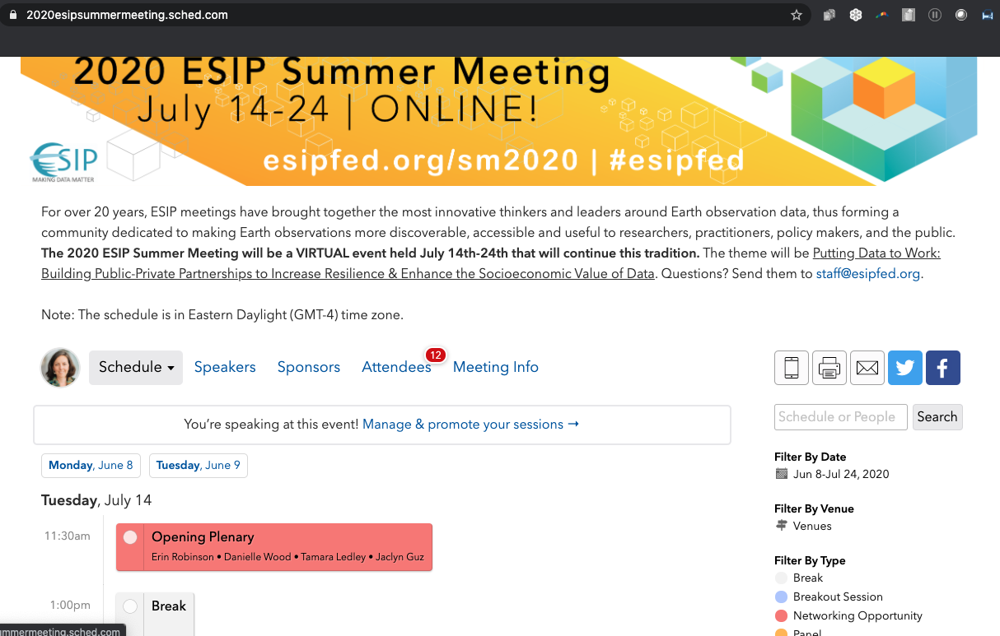 2020esipsummermeeting.sched.com
2020 ESIP Summer Meeting
July 14-24 | ONLINE!
ESIP
MAKING DATA MATTER
esipfed.org/sm2020 | #esipfed
For over 20 years, ESIP meetings have brought together the most innovative thinkers and leaders around Earth observation data, thus forming a
community dedicated to making Earth observations more discoverable, accessible and useful to researchers, practitioners, policy makers, and the public.
The 2020 ESIP Summer Meeting will be a VIRTUAL event held July 14th-24th that will continue this tradition. The theme will be Putting Data to Work:
Building Public-Private Partnerships to Increase Resilience & Enhance the Socioeconomic Value of Data. Questions? Send them to staff@esipfed.org.
Note: The schedule is in Eastern Daylight (GMT-4) time zone.
Schedule Speakers Sponsors Attendees 12 Meeting Info
You're speaking at this event! Manage & promote your sessions →
Schedule or People Search
Monday, June 8 Tuesday, June 9
Tuesday, July 14
11:30am
Opening Plenary
Erin Robinson • Danielle Wood • Tamara Ledley • Jaclyn Guz
1:00pm
Break
Filter By Date
Jun 8-Jul 24, 2020
Filter By Venue
Venues
Filter By Type
Break
Breakout Session
Networking Opportunity
Panel
ummermeeting.sched.com